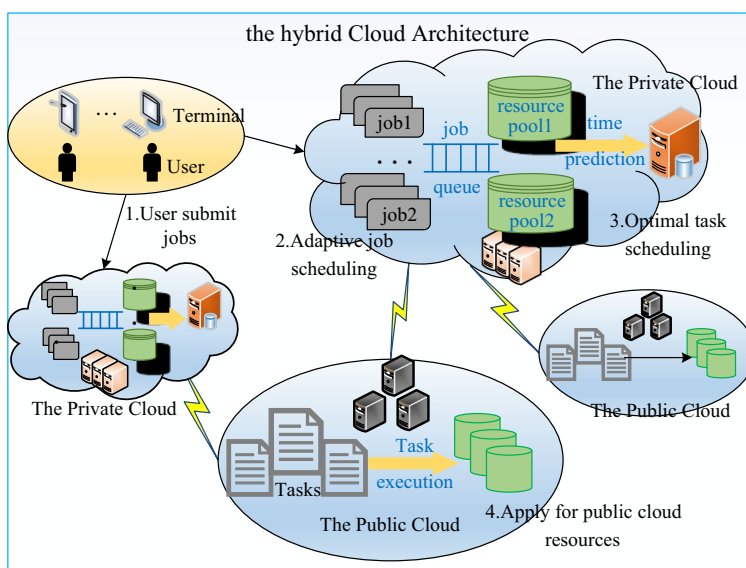 the hybrid Cloud Architecture
The Private Cloud
... Terminal
User
job1
...
job2
job
queue
resource
pool1
resource
pool2
time
prediction
1.User submit
jobs
2.Adaptive job
scheduling
3.Optimal task
scheduling
The Private Cloud
The Public Cloud
Tasks
Task
execution
The Public Cloud
4.Apply for public cloud
resources